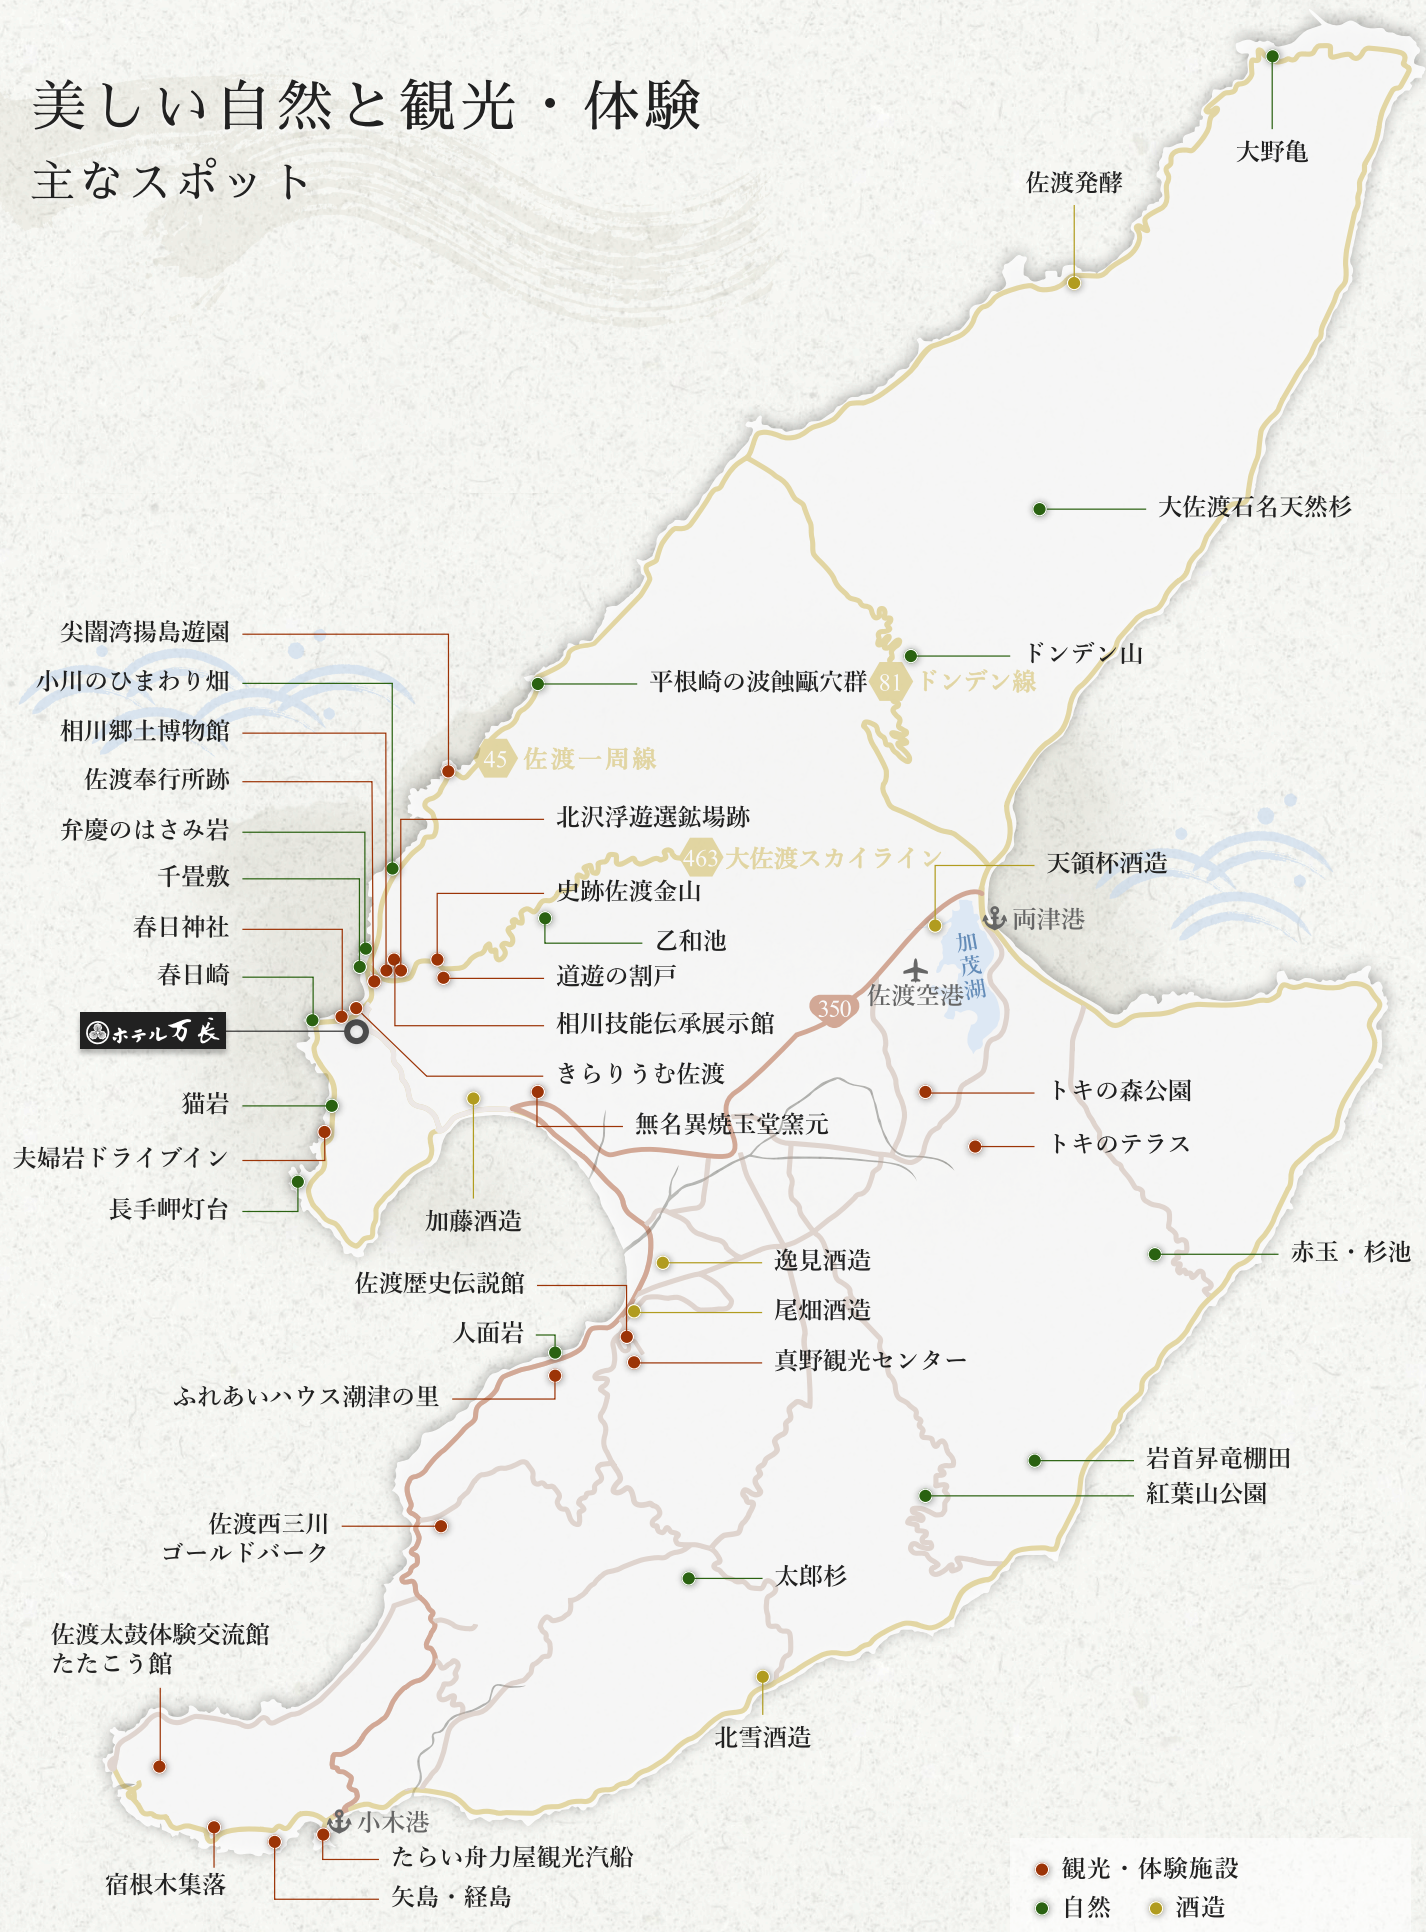 美しい自然と観光・体験
主なスポット
大野亀
佐渡発酵
大佐渡石名天然杉
尖閣湾揚島遊園
小川のひまわり畑
相川郷土博物館
佐渡奉行所跡
弁慶のはさみ岩
千畳敷
春日神社
春日崎
ホテル万長
猫岩
夫婦岩ドライブイン
長手岬灯台
平根崎の波蝕甌穴群
81 ドンデン線
ドンデン山
45 佐渡一周線
北沢浮遊選鉱場跡
463 大佐渡スカイライン
史跡佐渡金山
乙和池
道遊の割戸
相川技能伝承展示館
きらりうむ佐渡
無名異焼玉堂窯元
天領杯酒造
両津港
加茂湖
佐渡空港
350
トキの森公園
トキのテラス
加藤酒造
赤玉・杉池
逸見酒造
佐渡歴史伝説館
尾畑酒造
人面岩
真野観光センター
ふれあいハウス潮津の里
岩首昇竜棚田
紅葉山公園
佐渡西三川
ゴールドパーク
太郎杉
佐渡太鼓体験交流館
たたこう館
北雪酒造
小木港
たらい舟力屋観光汽船
宿根木集落
矢島・経島
観光・体験施設
自然
酒造